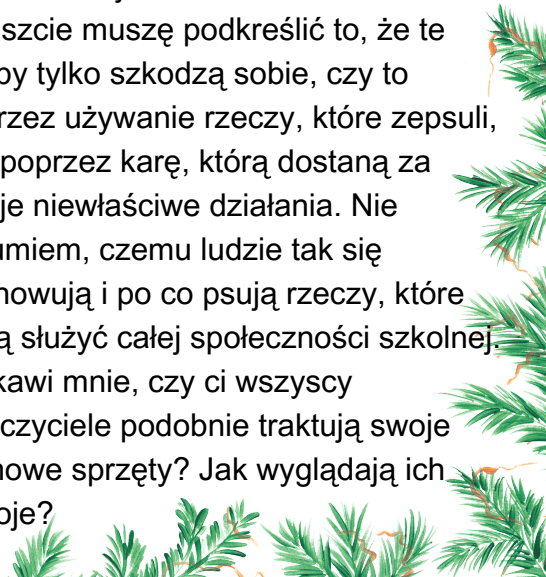 szcie muszę podkreślić to, że te
by tylko szkodzą sobie, czy to
rzez używanie rzeczy, które zepsuli,
poprzez karę, którą dostaną za
je niewłaściwe działania. Nie
umiem, czemu ludzie tak się
howują i po co psują rzeczy, które
ą służyć całej społeczności szkolnej.
kawi mnie, czy ci wszyscy
czyciele podobnie traktują swoje
mowe sprzęty? Jak wyglądają ich
oje?